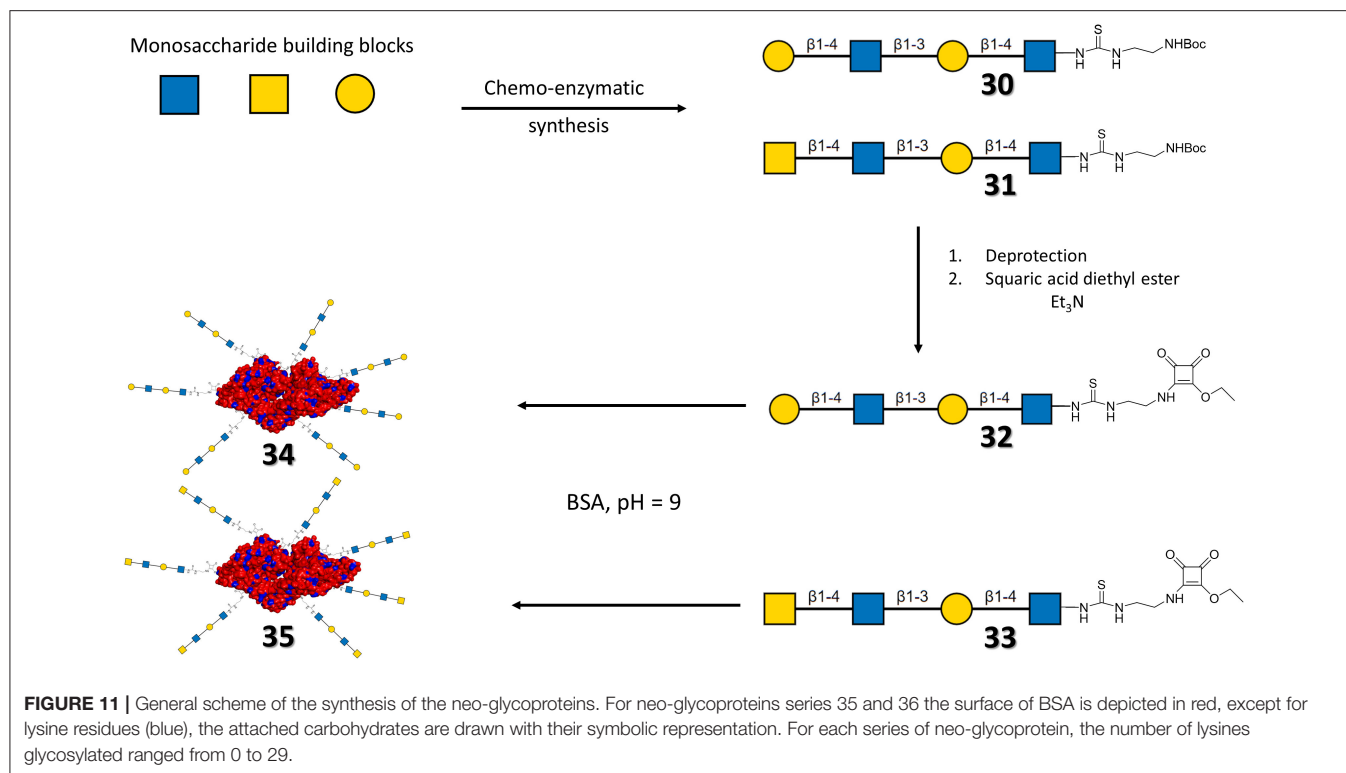 Monosaccharide building blocks
Chemo-enzymatic
synthesis
β1-4 β1-3 β1-4
N
H
S
N
H
NHBoc
30
β1-4 β1-3 β1-4
N
H
S
N
H
NHBoc
31
1. Deprotection
2. Squaric acid diethyl ester
Et3N
34
β1-4 β1-3 β1-4
N
H
S
N
H
NH
O
O
O
32
BSA, pH = 9
35
β1-4 β1-3 β1-4
N
H
S
N
H
NH
O
O
O
33
FIGURE 11 | General scheme of the synthesis of the neo-glycoproteins. For neo-glycoproteins series 35 and 36 the surface of BSA is depicted in red, except for
lysine residues (blue), the attached carbohydrates are drawn with their symbolic representation. For each series of neo-glycoprotein, the number of lysines
glycosylated ranged from 0 to 29.